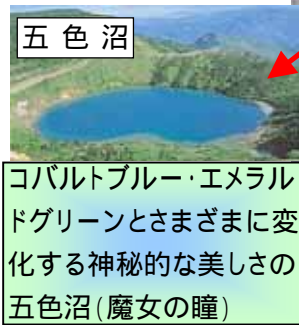 五色沼
コバルトブルー・エメラル
ドグリーンとさまざまに変
化する神秘的な美しさの
五色沼(魔女の瞳)